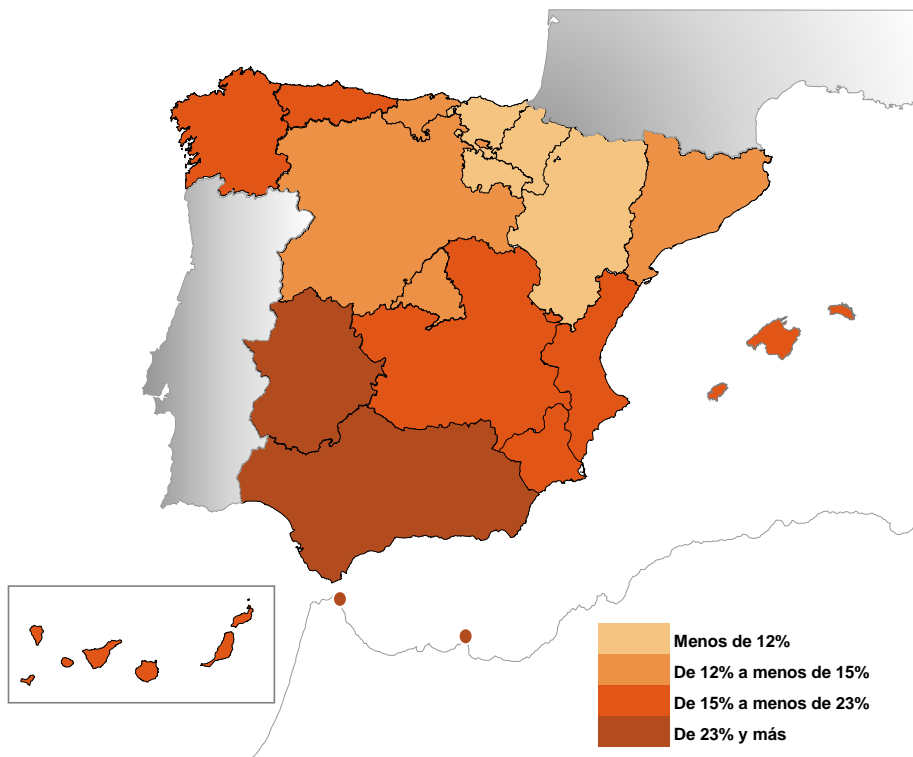 Menos de 12%
De 12% a menos de 15%
De 15% a menos de 23%
De 23% y más